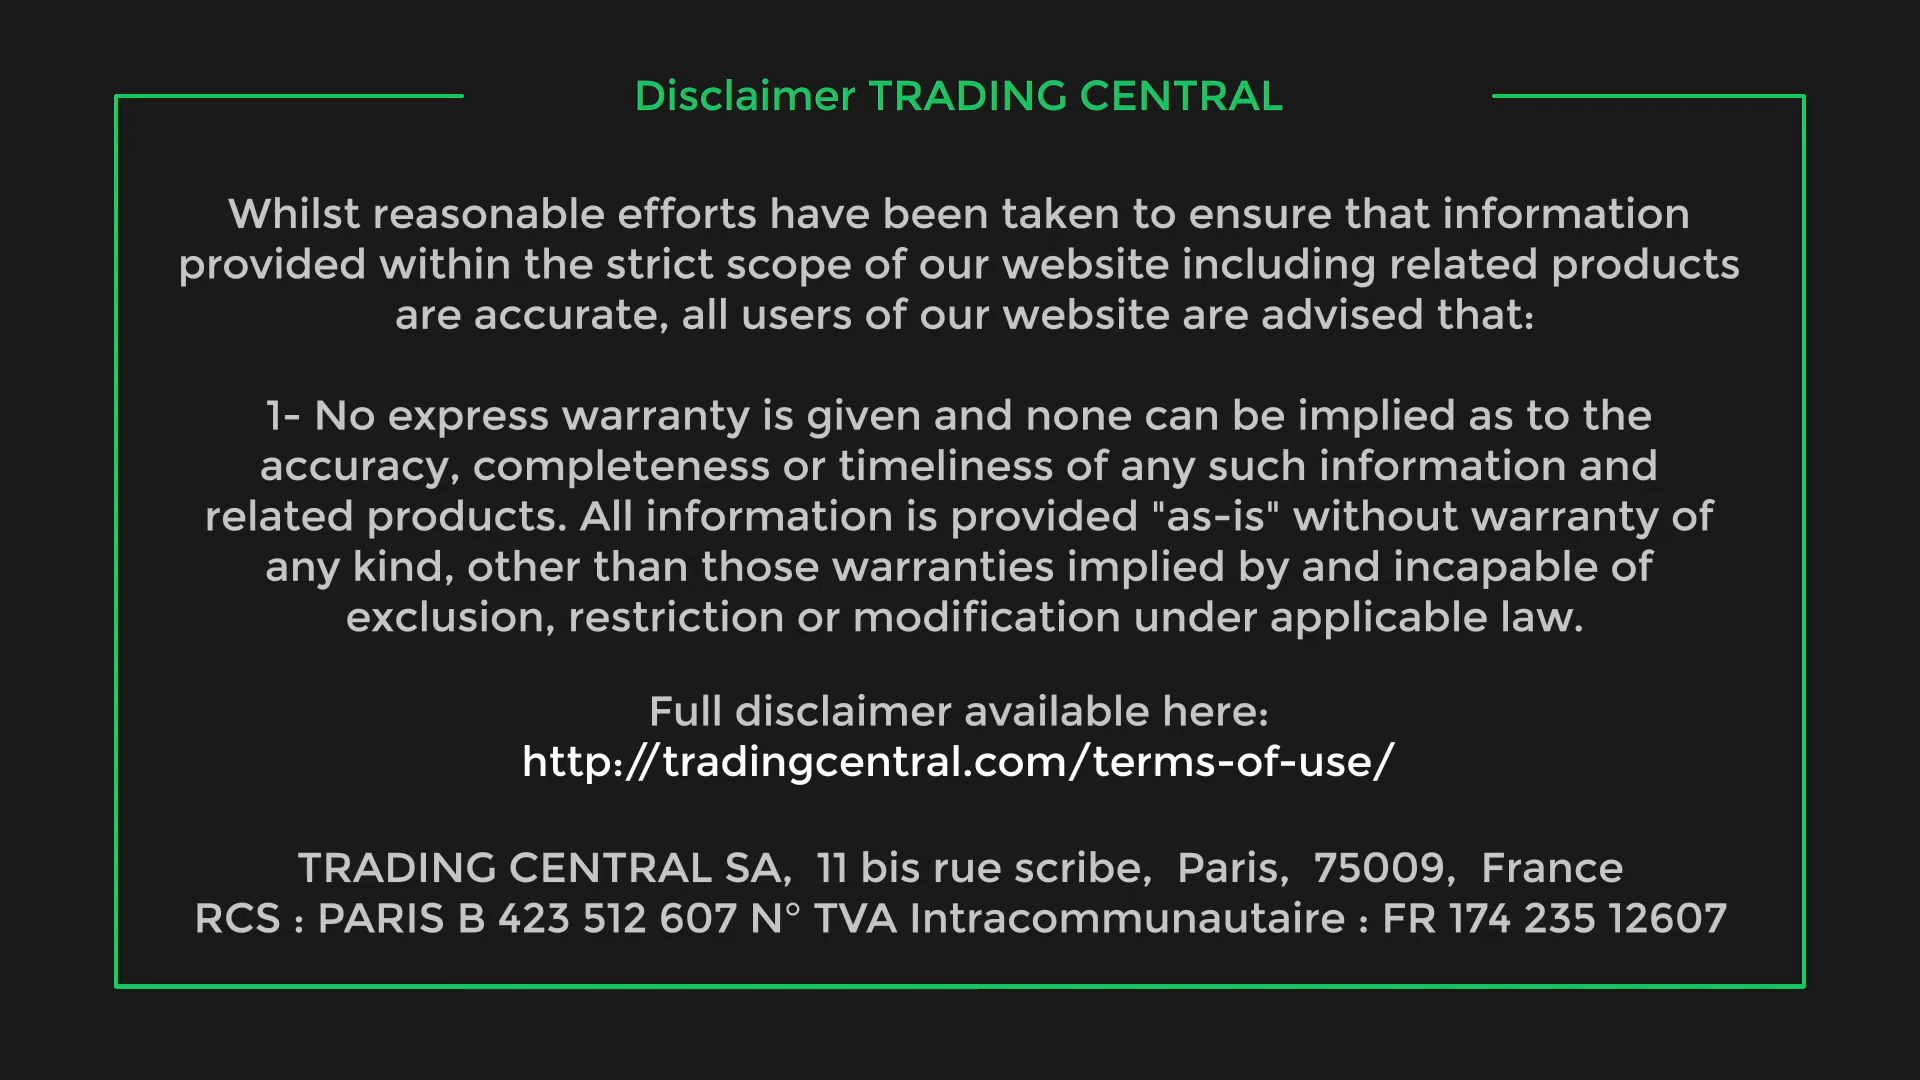 Disclaimer TRADING CENTRAL
Whilst reasonable efforts have been taken to ensure that information
provided within the strict scope of our website including related products
are accurate, all users of our website are advised that:
1- No express warranty is given and none can be implied as to the
accuracy, completeness or timeliness of any such information and
related products. All information is provided "as-is" without warranty of
any kind, other than those warranties implied by and incapable of
exclusion, restriction or modification under applicable law.
Full disclaimer available here:
http://tradingcentral.com/terms-of-use/
TRADING CENTRAL SA, 11 bis rue scribe, Paris, 75009, France
RCS : PARIS B 423 512 607 N° TVA Intracommunautaire : FR 174 235 12607